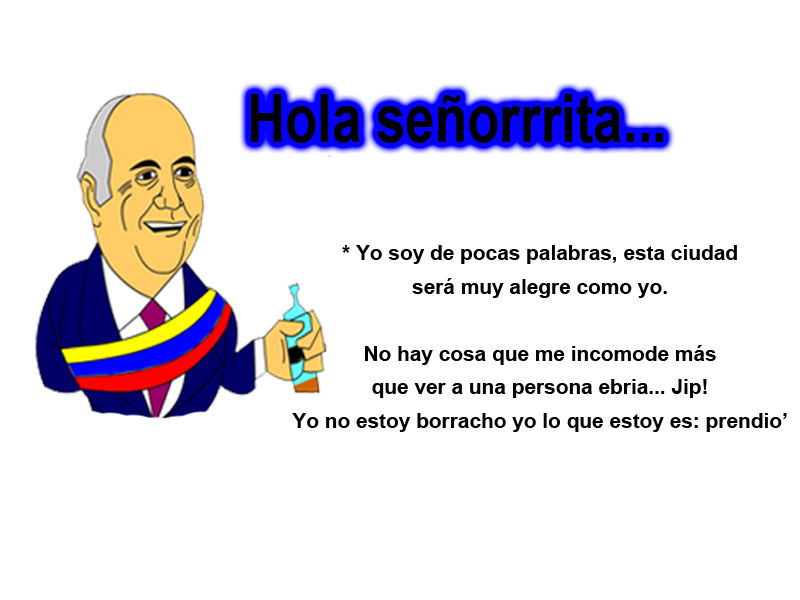 Hola señorrrita...
* Yo soy de pocas palabras, esta ciudad
será muy alegre como yo.
No hay cosa que me incomode más
que ver a una persona ebria... Jip!
Yo no estoy borracho yo lo que estoy es: prendio’